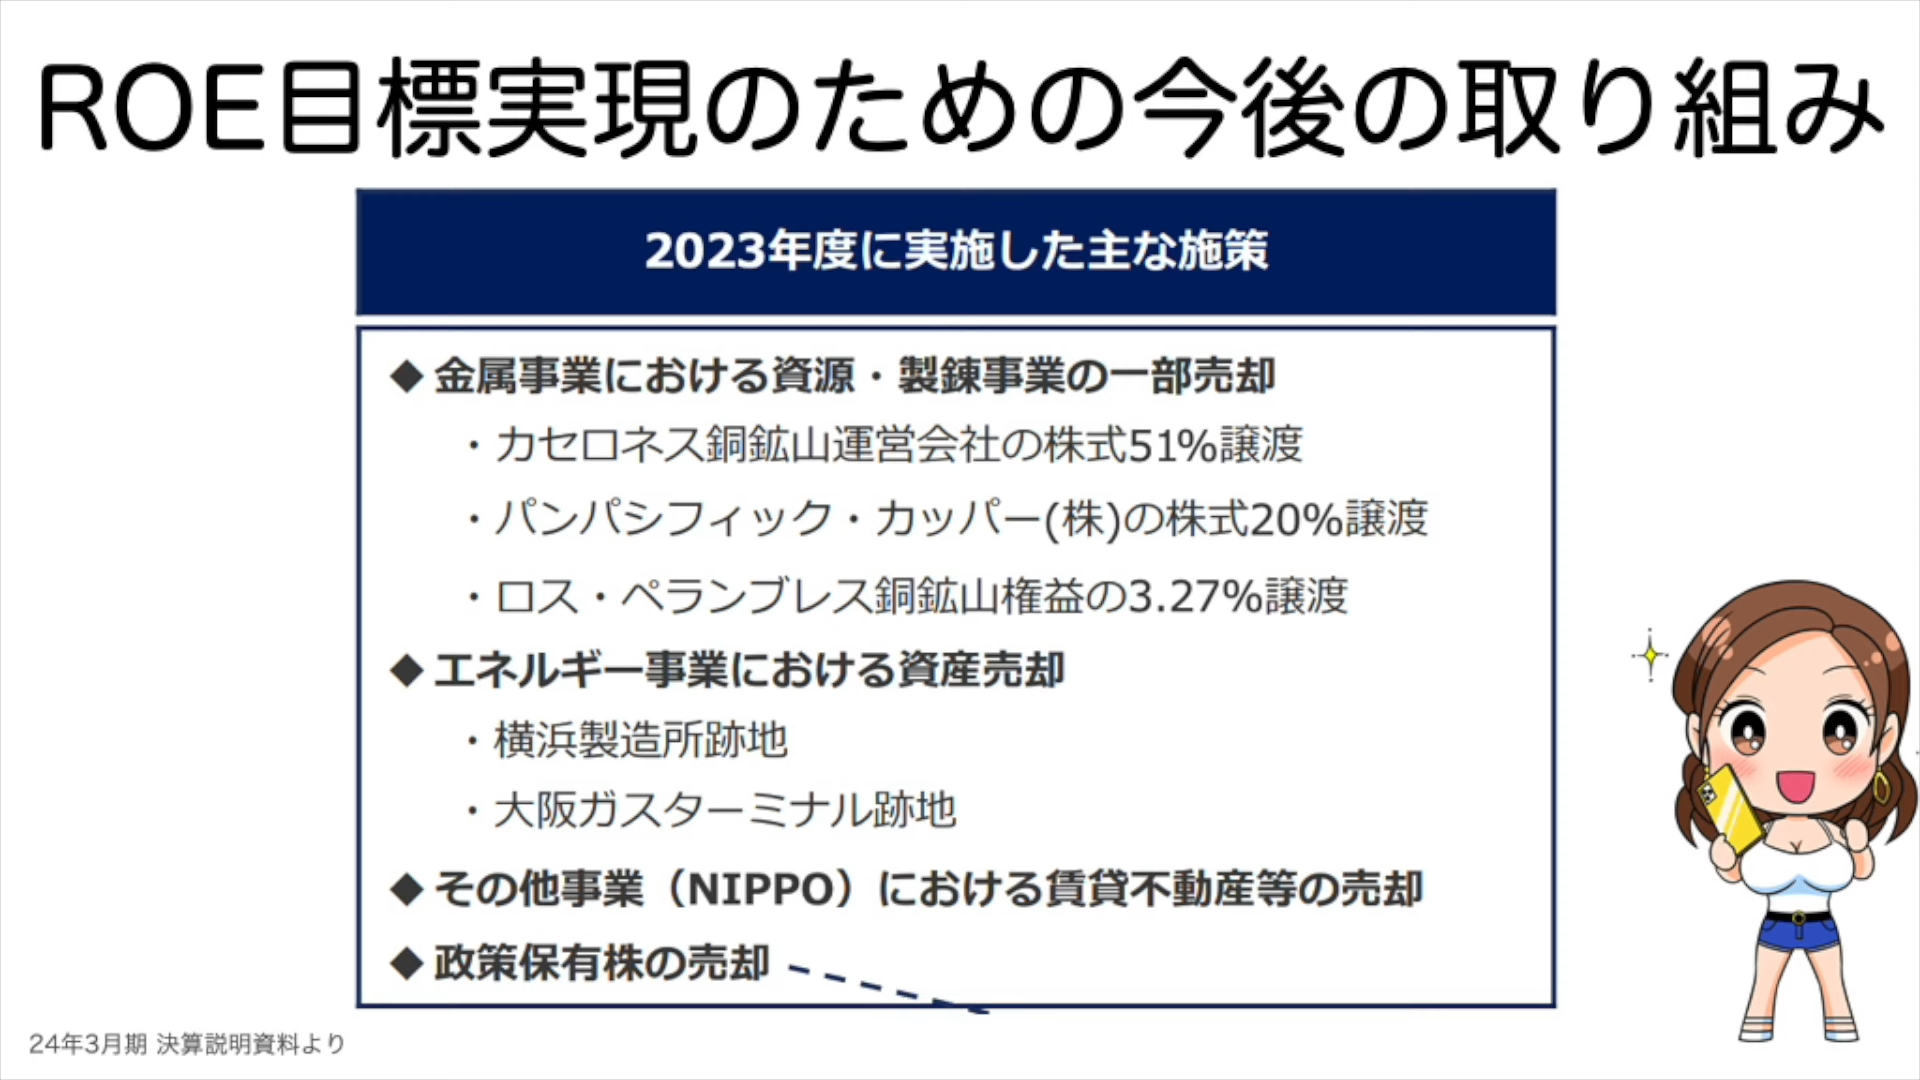 ROE目標実現のための今後の取り組み
2023年度に実施した主な施策
◆ 金属事業における資源・製錬事業の一部売却
・カセロネス銅鉱山運営会社の株式51%譲渡
・パンパシフィック・カッパー(株)の株式20%譲渡
・ロス・ペランブレス銅鉱山権益の3.27%譲渡
◆ エネルギー事業における資産売却
・横浜製造所跡地
・大阪ガスターミナル跡地
◆ その他事業（NIPPO）における賃貸不動産等の売却
◆ 政策保有株の売却
24年3月期 決算説明資料より